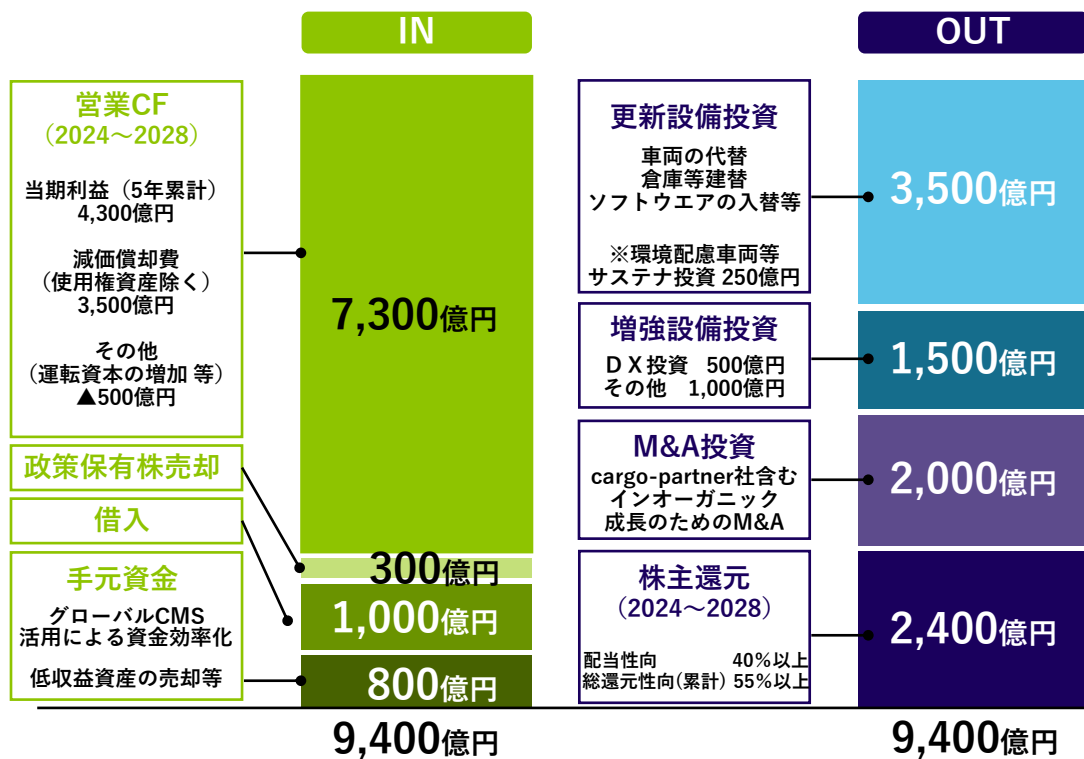 IN
営業CF
（2024～2028）
当期利益（5年累計）
4,300億円
減価償却費
（使用権資産除く）
3,500億円
その他
（運転資本の増加 等）
▲500億円
政策保有株売却
借入
手元資金
グローバルCMS
活用による資金効率化
低収益資産の売却等
7,300億円
300億円
1,000億円
800億円
9,400億円
OUT
更新設備投資
車両の代替
倉庫等建替
ソフトウエアの入替等
※環境配慮車両等
サステナ投資 250億円
増強設備投資
ＤＸ投資 500億円
その他 1,000億円
M&A投資
cargo-partner社含む
インオーガニック
成長のためのM&A
株主還元
（2024～2028）
配当性向 40%以上
総還元性向(累計) 55%以上
3,500億円
1,500億円
2,000億円
2,400億円
9,400億円